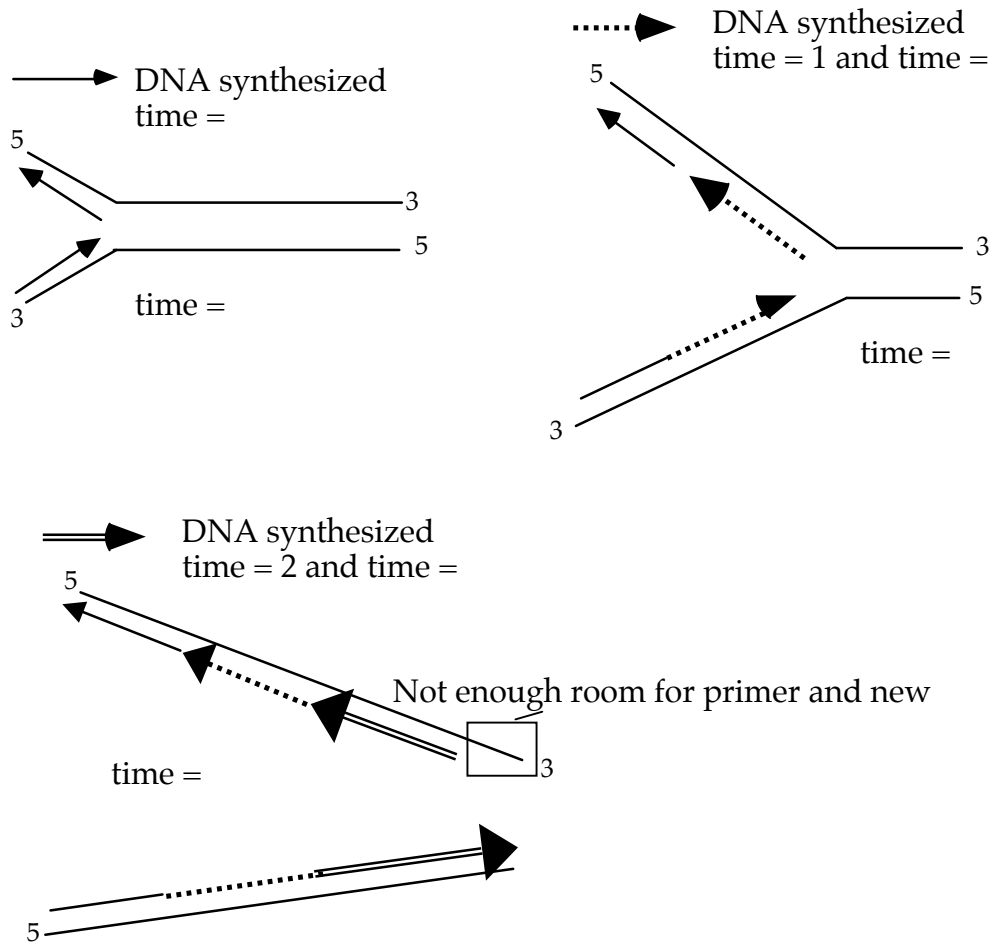 DNA synthesized
time =
5
3
5
3
time =
DNA synthesized
time = 1 and time =
5
3
5
time =
3
DNA synthesized
time = 2 and time =
5
Not enough room for primer and new
3
time =
5